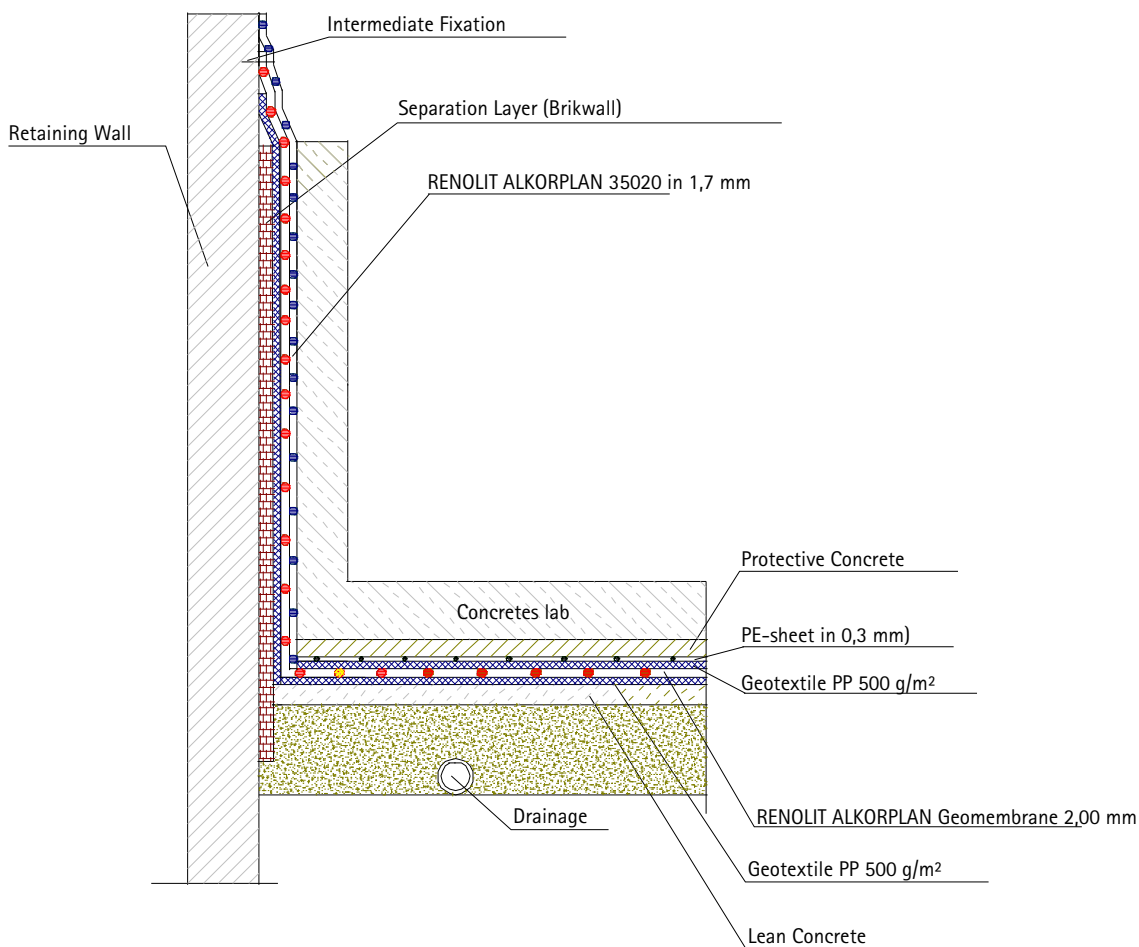 Intermediate Fixation
Separation Layer (Brikwall)
Retaining Wall
RENOLIT ALKORPLAN 35020 in 1,7 mm
Protective Concrete
Concretes lab
PE-sheet in 0,3 mm)
Geotextile PP 500 g/m²
Drainage
RENOLIT ALKORPLAN Geomembrane 2,00 mm
Geotextile PP 500 g/m²
Lean Concrete